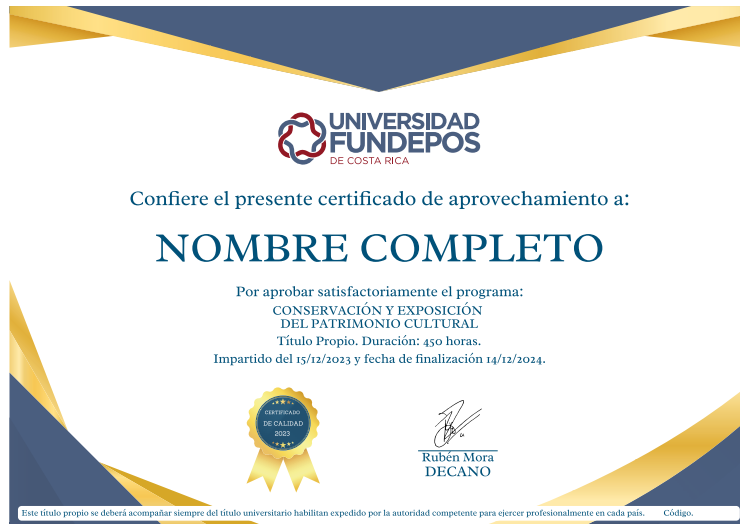 UNIVERSIDAD
FUNDEPOS
DE COSTA RICA
Confiere el presente certificado de aprovechamiento a:
NOMBRE COMPLETO
Por aprobar satisfactoriamente el programa:
CONSERVACIÓN Y EXPOSICIÓN
DEL PATRIMONIO CULTURAL
Título Propio. Duración: 450 horas.
Impartido del 15/12/2023 y fecha de finalización 14/12/2024.
CERTIFICADO
DE CALIDAD
2023
Rubén Mora
DECANO
Este título propio se deberá acompañar siempre del título universitario habilitan expedido por la autoridad competente para ejercer profesionalmente en cada país. Código.